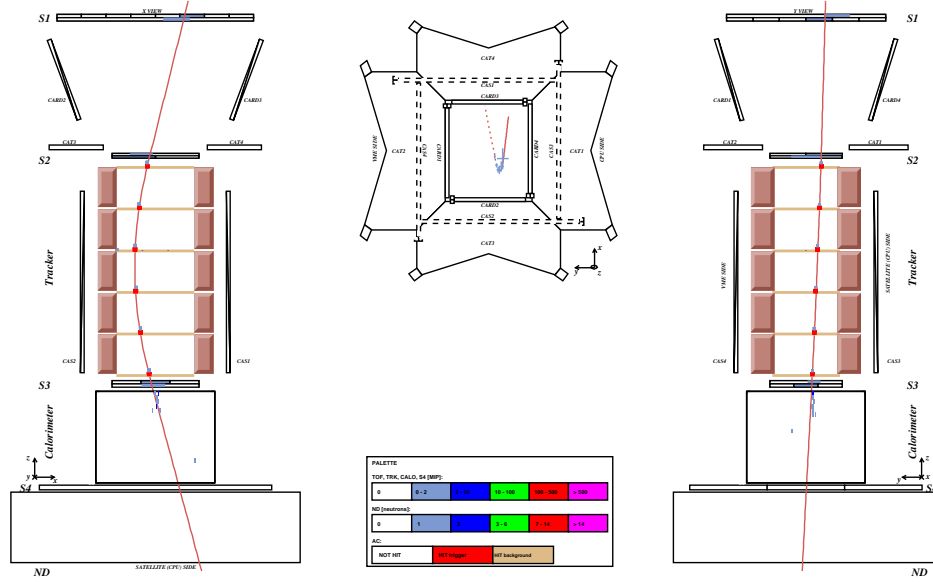 S1
X VIEW
CARD2
CARD3
CAT3
CAT4
S2
Tracker
CAS2
CAS1
S3
Calorimeter
z
y
x
S4
SATELLITE (CPU) SIDE
ND
CAT4
CAS1
CARD3
VME SIDE
CAT2
CAS4
CARD1
CARD4
CAS3
CAT1
CPU SIDE
CARD2
CAS2
CAT3
x
y
z
PALETTE
TOF, TRK, CALO, S4 [MIP]:
0
0 - 2
10 - 100
100 - 500
> 500
ND [neutrons]:
0
1
2
3 - 6
7 - 14
> 14
AC:
NOT HIT
HIT trigger
HIT background
Y VIEW
S1
CARD1
CARD4
CAT2
CAT1
S2
VME SIDE
SATELLITE (CPU) SIDE
Tracker
CAS4
CAS3
S3
Calorimeter
z
y
x
ND